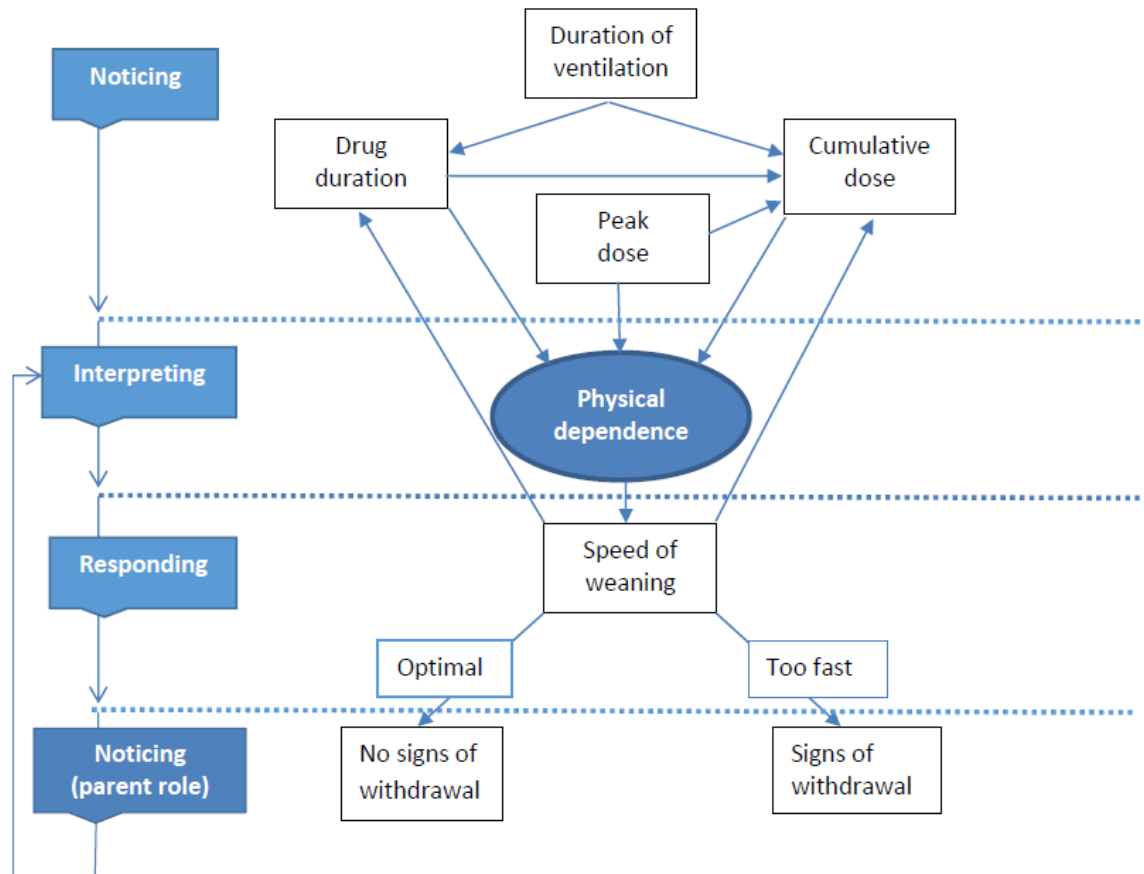 Duration of
ventilation
Noticing
Drug
duration
Cumulative
dose
Peak
dose
Interpreting
Physical
dependence
Responding
Speed of
weaning
Optimal
Too fast
Noticing
(parent role)
No signs of
withdrawal
Signs of
withdrawal